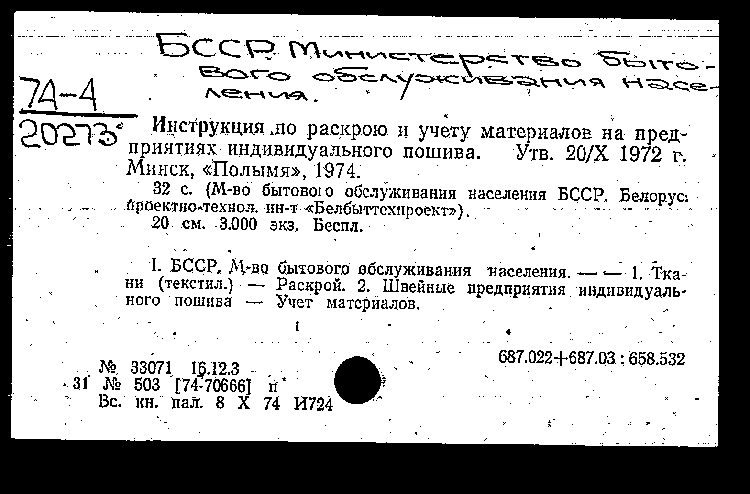 БССР. Министерство быто-
вого обслуживания насе-
ления.
74-4
20273
Инструкция по раскрою и учету материалов на пред-
приятиях индивидуального пошива. Утв. 20/X 1972 г.
Минск, «Полымя», 1974.
32 с. (М-во бытового обслуживания населения БССР. Белорус.
проектно-технол. ин-т «Белбыттехпроект»).
20 см. 3.000 экз. Беспл.
I. БССР. М-во бытового обслуживания населения. — — 1. Тка-
ни (текстил.) — Раскрой. 2. Швейные предприятия индивидуаль-
ного пошива — Учет материалов.
687.022+687.03 : 658.532
№ 33071 16.12.3
31 № 503 [74-70666] п
Вс. кн. пал. 8 X 74 И724